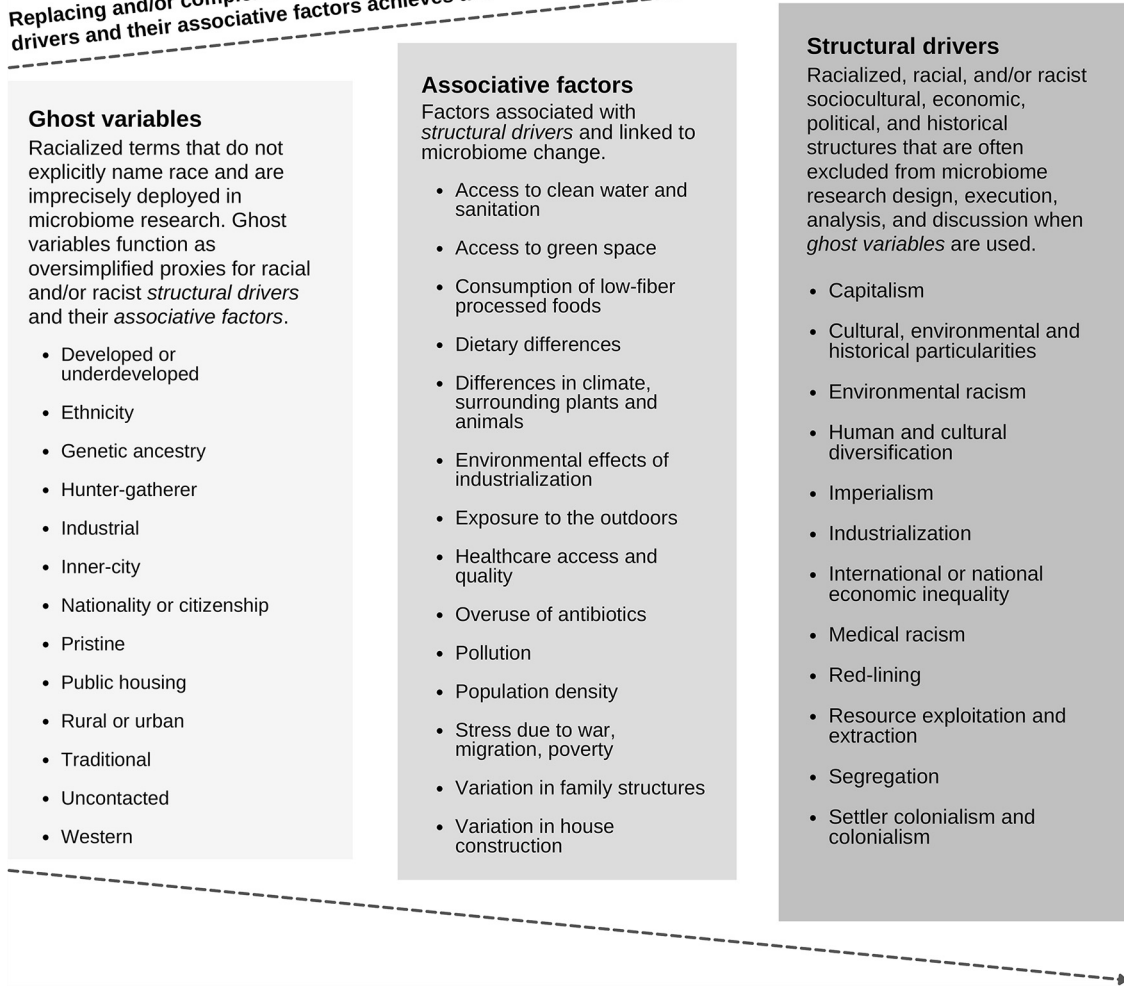 Replacing and/or
drivers and their associative factors achieves
Ghost variables
Racialized terms that do not
explicitly name race and are
imprecisely deployed in
microbiome research. Ghost
variables function as
oversimplified proxies for racial
and/or racist structural drivers
and their associative factors.
• Developed or
underdeveloped
• Ethnicity
• Genetic ancestry
• Hunter-gatherer
• Industrial
• Inner-city
• Nationality or citizenship
• Pristine
• Public housing
• Rural or urban
• Traditional
• Uncontacted
• Western
Associative factors
Factors associated with
structural drivers and linked to
microbiome change.
• Access to clean water and
sanitation
• Access to green space
• Consumption of low-fiber
processed foods
• Dietary differences
• Differences in climate,
surrounding plants and
animals
• Environmental effects of
industrialization
• Exposure to the outdoors
• Healthcare access and
quality
• Overuse of antibiotics
• Pollution
• Population density
• Stress due to war,
migration, poverty
• Variation in family structures
• Variation in house
construction
Structural drivers
Racialized, racial, and/or racist
sociocultural, economic,
political, and historical
structures that are often
excluded from microbiome
research design, execution,
analysis, and discussion when
ghost variables are used.
• Capitalism
• Cultural, environmental and
historical particularities
• Environmental racism
• Human and cultural
diversification
• Imperialism
• Industrialization
• International or national
economic inequality
• Medical racism
• Red-lining
• Resource exploitation and
extraction
• Segregation
• Settler colonialism and
colonialism